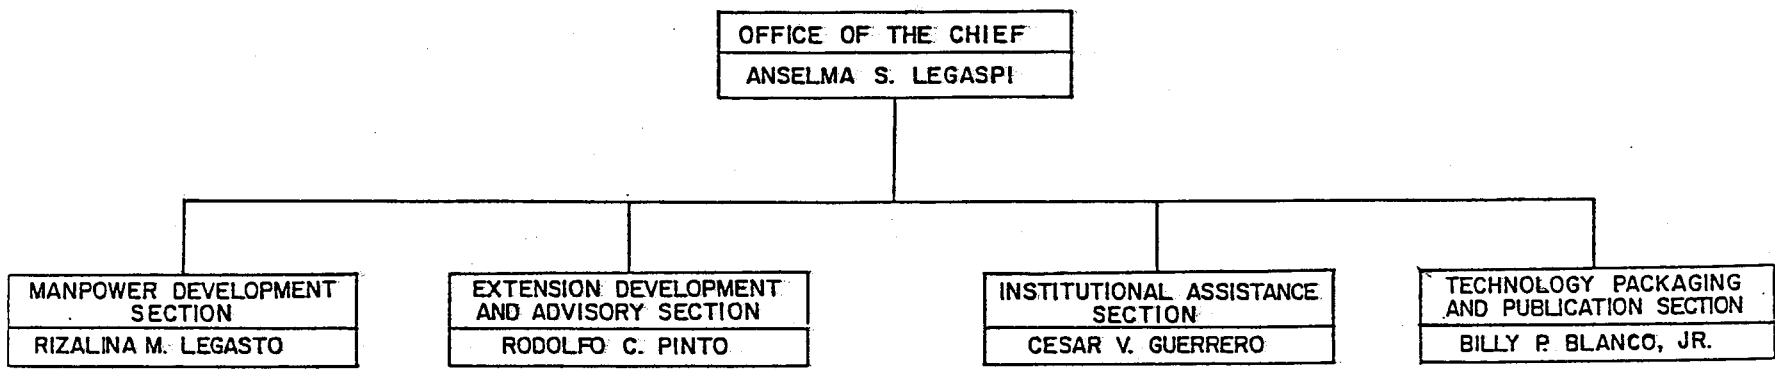 OFFICE OF THE CHIEF
ANSELMA S. LEGASPI
MANPOWER DEVELOPMENT
SECTION
RIZALINA M. LEGASTO
EXTENSION DEVELOPMENT
AND ADVISORY SECTION
RODOLFO C. PINTO
INSTITUTIONAL ASSISTANCE
SECTION
CESAR V. GUERRERO
TECHNOLOGY PACKAGING
AND PUBLICATION SECTION
BILLY P. BLANCO, JR.